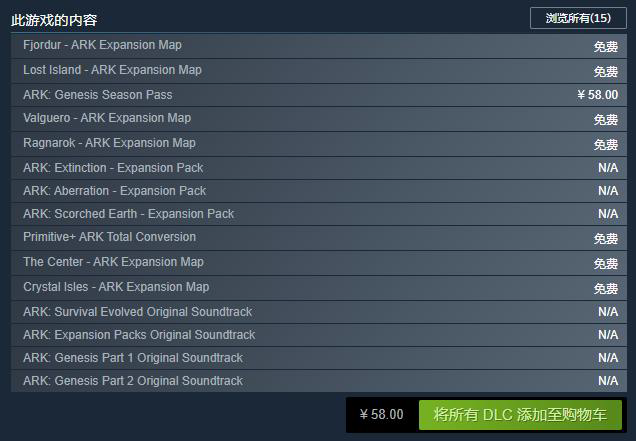 此游戏的内容 浏览所有(15)
Fjordur - ARK Expansion Map 免费
Lost Island - ARK Expansion Map 免费
ARK: Genesis Season Pass ¥ 58.00
Valguero - ARK Expansion Map 免费
Ragnarok - ARK Expansion Map 免费
ARK: Extinction - Expansion Pack N/A
ARK: Aberration - Expansion Pack N/A
ARK: Scorched Earth - Expansion Pack N/A
Primitive+ ARK Total Conversion 免费
The Center - ARK Expansion Map 免费
Crystal Isles - ARK Expansion Map 免费
ARK: Survival Evolved Original Soundtrack N/A
ARK: Expansion Packs Original Soundtrack N/A
ARK: Genesis Part 1 Original Soundtrack N/A
ARK: Genesis Part 2 Original Soundtrack N/A
¥ 58.00 将所有 DLC 添加至购物车